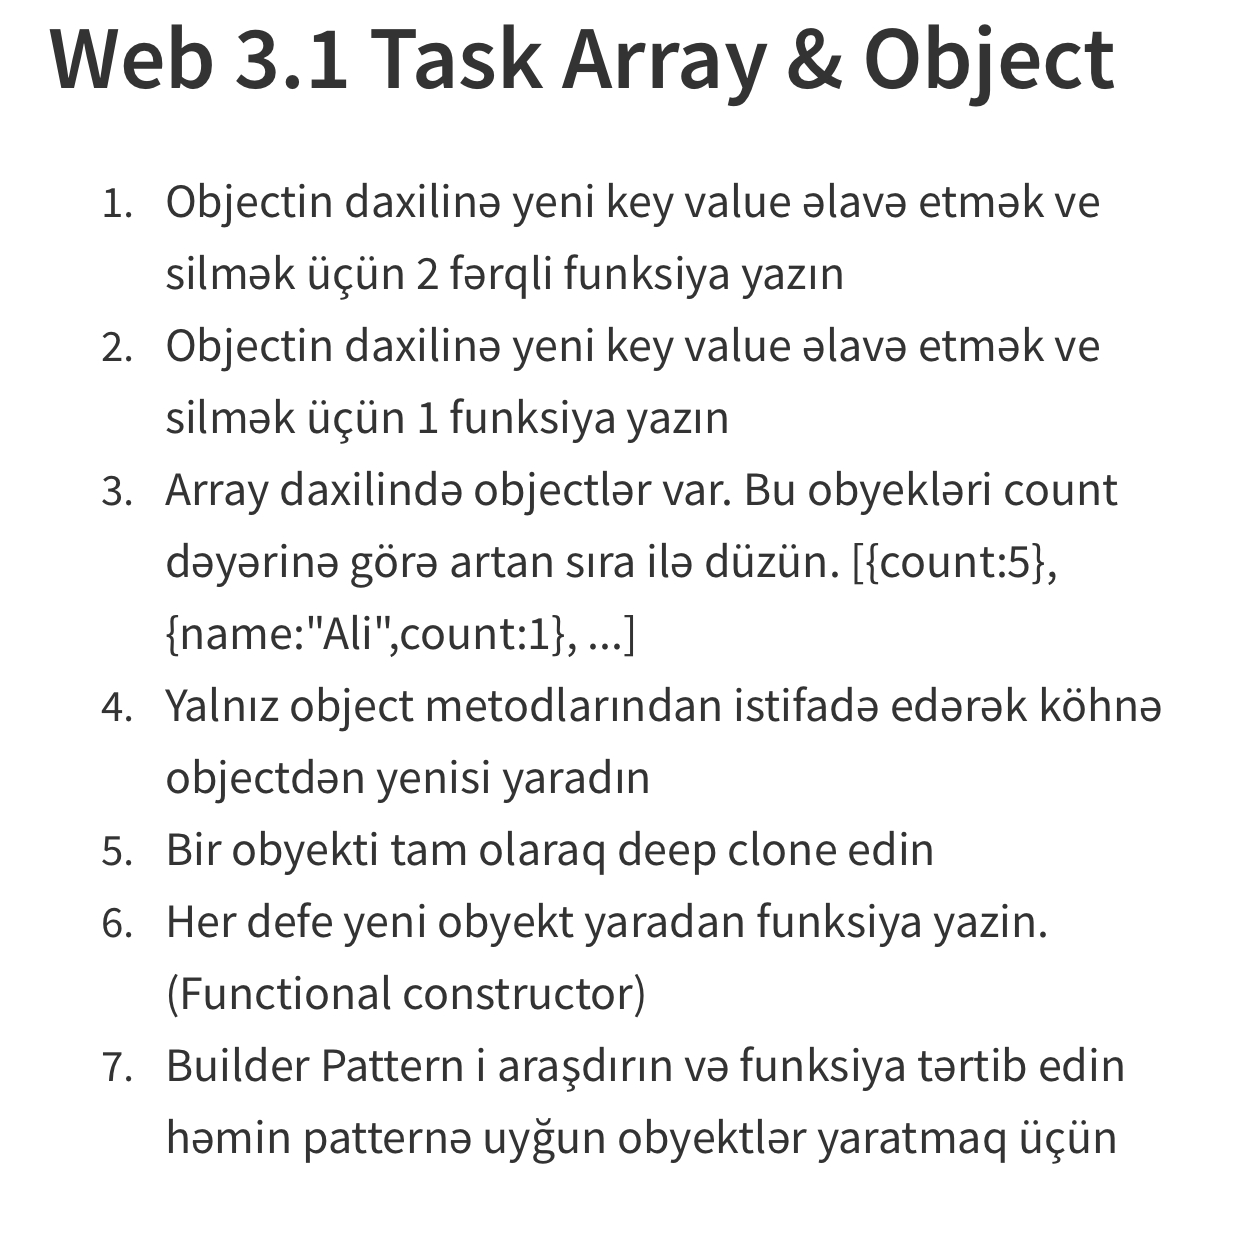 Web 3.1 Task Array & Object
1. Objectin daxilinə yeni key value əlavə etmək ve
silmək üçün 2 fərqli funksiya yazın
2. Objectin daxilinə yeni key value əlavə etmək ve
silmək üçün 1 funksiya yazın
3. Array daxilində objectlər var. Bu obyekləri count
dəyərinə görə artan sıra ilə düzün. [{count:5},
{name:"Ali",count:1}, ...]
4. Yalnız object metodlarından istifadə edərək köhnə
objectdən yenisi yaradın
5. Bir obyekti tam olaraq deep clone edin
6. Her defe yeni obyekt yaradan funksiya yazin.
(Functional constructor)
7. Builder Pattern i araşdırın və funksiya tərtib edin
həmin patternə uyğun obyektlər yaratmaq üçün